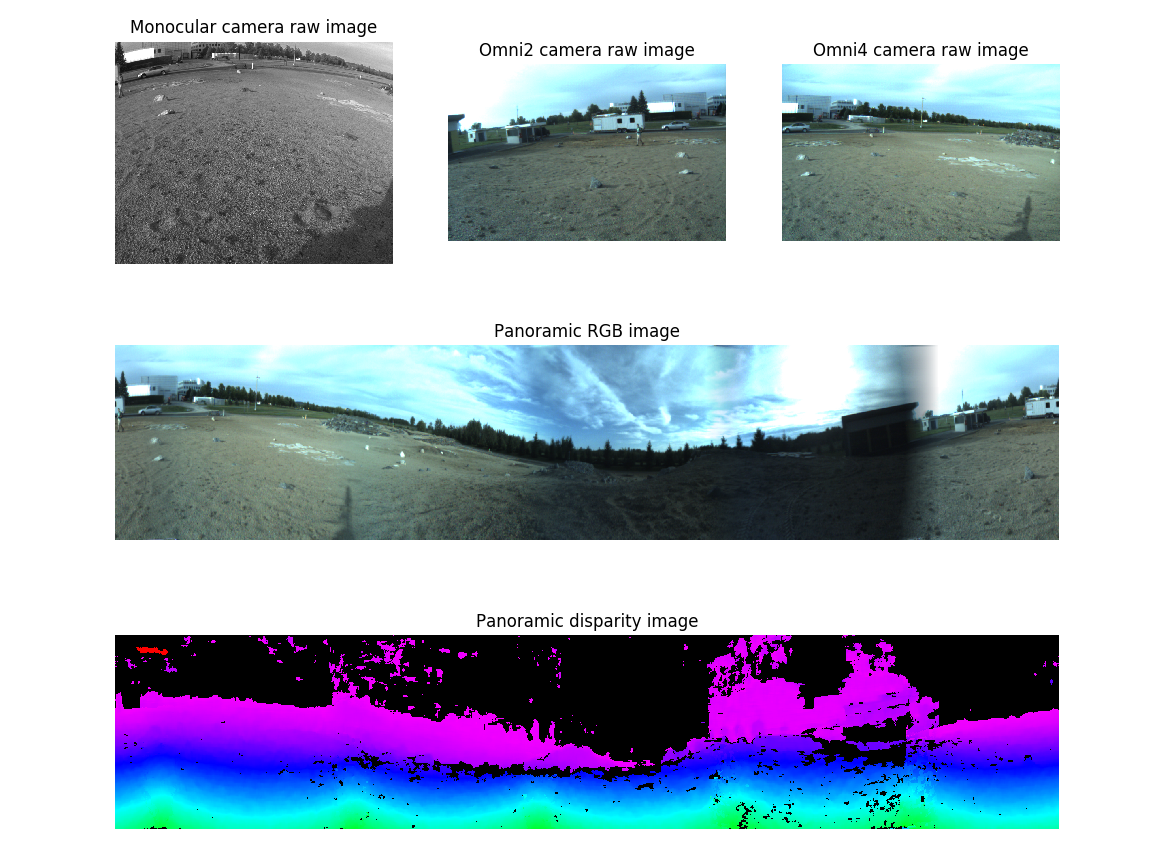 Monocular camera raw image
Omni2 camera raw image
Omni4 camera raw image
Panoramic RGB image
Panoramic disparity image